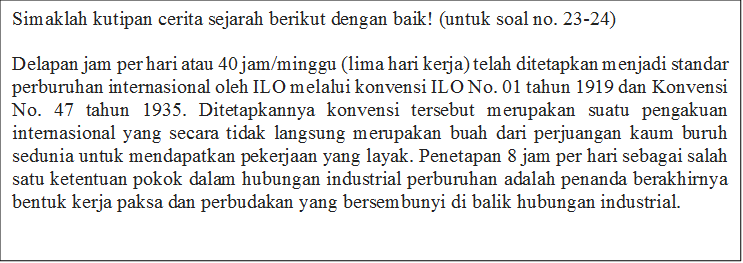 Simaklah kutipan cerita sejarah berikut dengan baik! (untuk soal no. 23-24)
Delapan jam per hari atau 40 jam/minggu (lima hari kerja) telah ditetapkan menjadi standar
perburuhan internasional oleh ILO melalui konvensi ILO No. 01 tahun 1919 dan Konvensi
No. 47 tahun 1935. Ditetapkannya konvensi tersebut merupakan suatu pengakuan
internasional yang secara tidak langsung merupakan buah dari perjuangan kaum buruh
sedunia untuk mendapatkan pekerjaan yang layak. Penetapan 8 jam per hari sebagai salah
satu ketentuan pokok dalam hubungan industrial perburuhan adalah penanda berakhirnya
bentuk kerja paksa dan perbudakan yang bersembunyi di balik hubungan industrial.